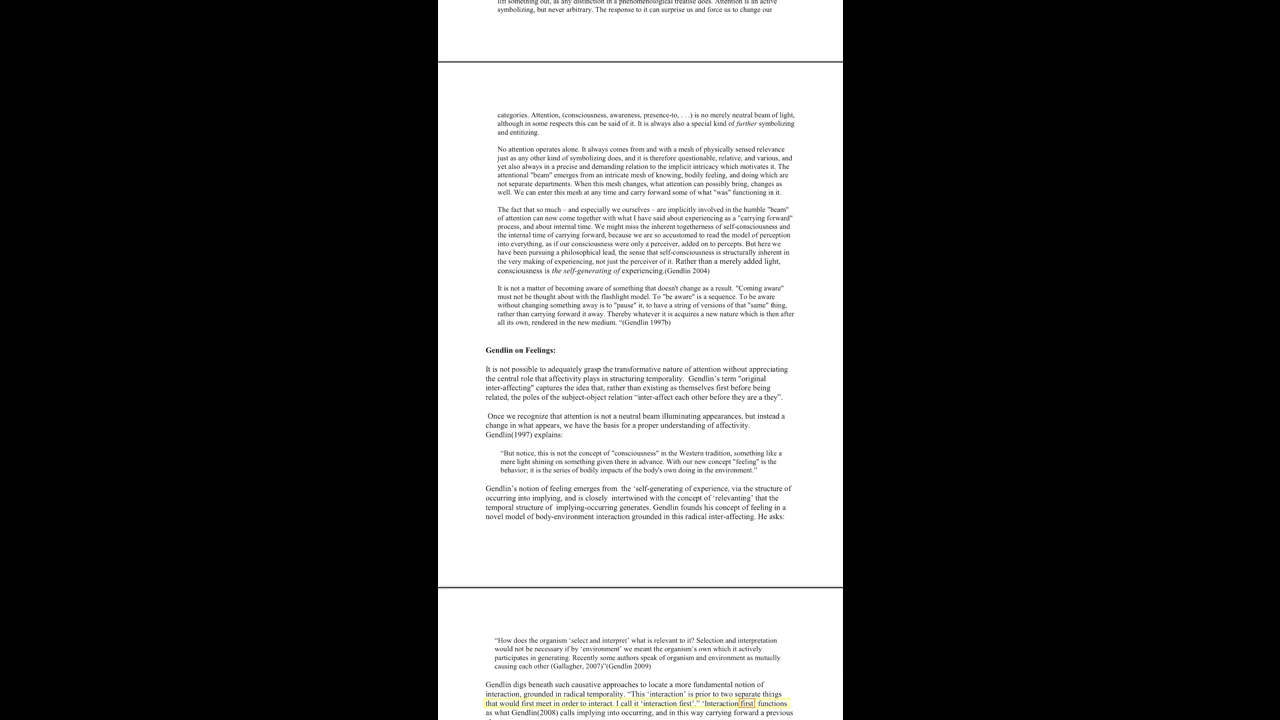 lift something out, as any distinction in a phenomenological treatise does. Attention is an active
symbolizing, but never arbitrary. The response to it can surprise us and force us to change our
categories. Attention, (consciousness, awareness, presence-to, . . .) is no merely neutral beam of light,
although in some respects this can be said of it. It is always also a special kind of further symbolizing
and entitizing.
No attention operates alone. It always comes from and with a mesh of physically sensed relevance
just as any other kind of symbolizing does, and it is therefore questionable, relative, and various, and
yet also always in a precise and demanding relation to the implicit intricacy which motivates it. The
attentional "beam" emerges from an intricate mesh of knowing, bodily feeling, and doing which are
not separate departments. When this mesh changes, what attention can possibly bring, changes as
well. We can enter this mesh at any time and carry forward some of what "was" functioning in it.
The fact that so much – and especially we ourselves – are implicitly involved in the humble "beam"
of attention can now come together with what I have said about experiencing as a "carrying forward"
process, and about internal time. We might miss the inherent togetherness of self-consciousness and
the internal time of carrying forward, because we are so accustomed to read the model of perception
into everything, as if our consciousness were only a perceiver, added on to percepts. But here we
have been pursuing a philosophical lead, the sense that self-consciousness is structurally inherent in
the very making of experiencing, not just the perceiver of it. Rather than a merely added light,
consciousness is the self-generating of experiencing.(Gendlin 2004)
It is not a matter of becoming aware of something that doesn't change as a result. "Coming aware"
must not be thought about with the flashlight model. To "be aware" is a sequence. To be aware
without changing something away is to "pause" it, to have a string of versions of that "same" thing,
rather than carrying forward it away. Thereby whatever it is acquires a new nature which is then after
all its own, rendered in the new medium. “(Gendlin 1997b)
Gendlin on Feelings:
It is not possible to adequately grasp the transformative nature of attention without appreciating
the central role that affectivity plays in structuring temporality.  Gendlin’s term "original
inter-affecting" captures the idea that, rather than existing as themselves first before being
related, the poles of the subject-object relation “inter-affect each other before they are a they”.
Once we recognize that attention is not a neutral beam illuminating appearances, but instead a
change in what appears, we have the basis for a proper understanding of affectivity.
Gendlin(1997) explains:
“But notice, this is not the concept of "consciousness" in the Western tradition, something like a
mere light shining on something given there in advance. With our new concept "feeling" is the
behavior; it is the series of bodily impacts of the body's own doing in the environment.”
Gendlin’s notion of feeling emerges from  the ‘self-generating of experience, via the structure of
occurring into implying, and is closely  intertwined with the concept of ‘relevanting’ that the
temporal structure of  implying-occurring generates. Gendlin founds his concept of feeling in a
novel model of body-environment interaction grounded in this radical inter-affecting. He asks:
“How does the organism ‘select and interpret’ what is relevant to it? Selection and interpretation
would not be necessary if by ‘environment’ we meant the organism’s own which it actively
participates in generating. Recently some authors speak of organism and environment as mutually
causing each other (Gallagher, 2007)”(Gendlin 2009)
Gendlin digs beneath such causative approaches to locate a more fundamental notion of
interaction, grounded in radical temporality. “This ‘interaction’ is prior to two separate things
that would first meet in order to interact. I call it ‘interaction first’.” ‘Interaction first’ functions
as what Gendlin(2008) calls implying into occurring, and in this way carrying forward a previous